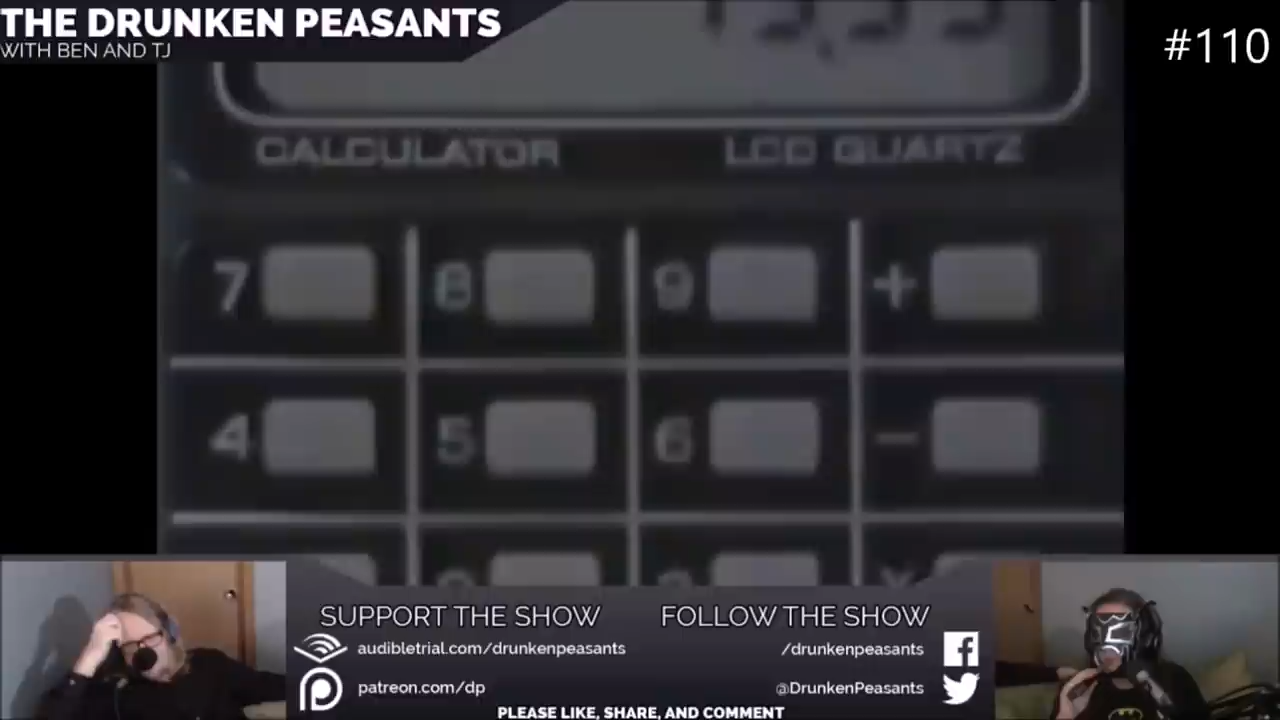 THE DRUNKEN PEASANTS
WITH BEN AND TJ
#110
CALCULATOR LCD QUARTZ
7 8 9 +
4 5 6 −
SUPPORT THE SHOW
audibletrial.com/drunkenpeasants
patreon.com/dp
FOLLOW THE SHOW
/drunkenpeasants
@DrunkenPeasants
PLEASE LIKE, SHARE, AND COMMENT